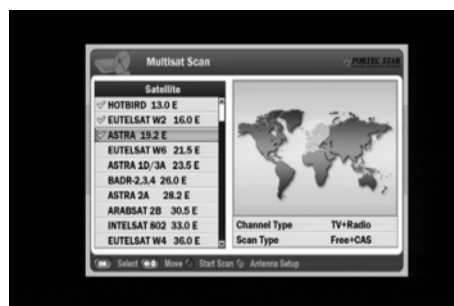 Multisat Scan
FORTEC STAR
Satellite
HOTBIRD 13.0 E
EUTELSAT W2 16.0 E
ASTRA 19.2 E
EUTELSAT W6 21.5 E
ASTRA 1D/3A 23.5 E
BADR-2,3,4 26.0 E
ASTRA 2A 28.2 E
ARABSAT 2B 30.5 E
INTELSAT 802 33.0 E
EUTELSAT W4 36.0 E
Channel Type TV+Radio
Scan Type Free+CAS
OK Select Move Start Scan Antenna Setup